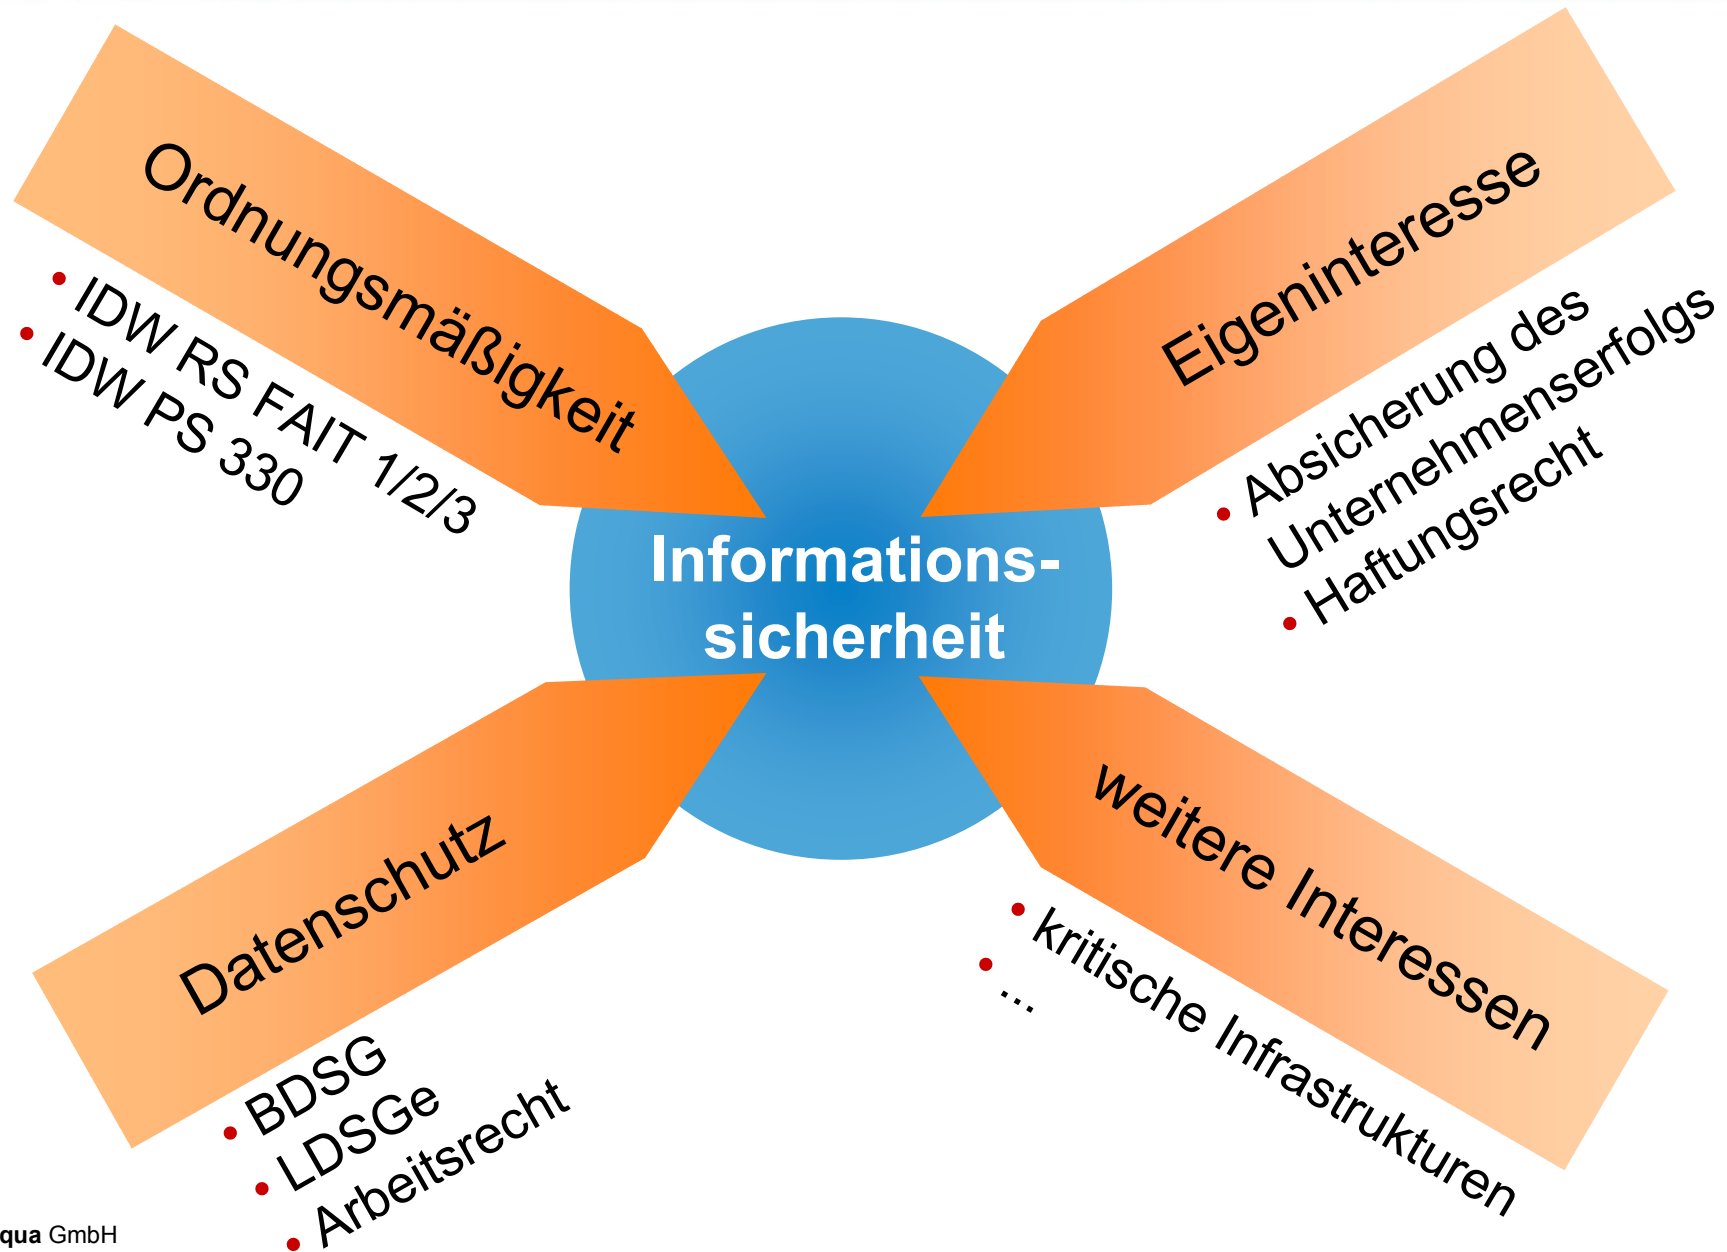 Ordnungsmäßigkeit
• IDW RS FAIT 1/2/3
• IDW PS 330
Eigeninteresse
• Absicherung des
Unternehmenserfolgs
• Haftungsrecht
Informations-
sicherheit
Datenschutz
• BDSG
• LDSGe
• Arbeitsrecht
weitere Interessen
• kritische Infrastrukturen
• ...
qua GmbH